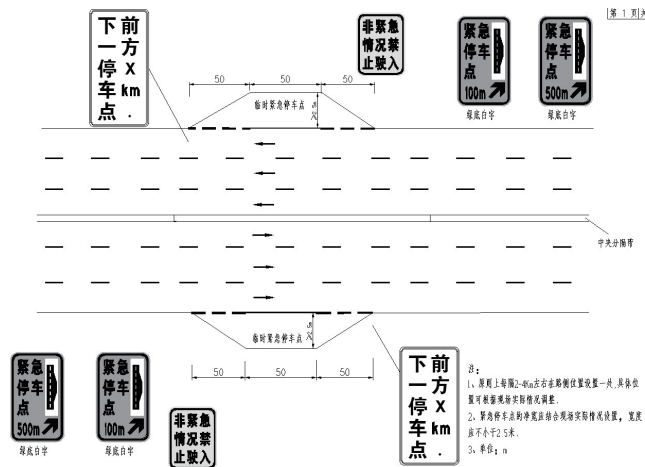 第 1 页
下一停车点
前方X km.
非紧急
情况禁
止驶入
紧急
停车
点
100m
绿底白字
紧急
停车
点
500m
绿底白字
50
50
50
临时紧急停车点
中央分隔带
临时紧急停车点
50
50
50
紧急
停车
点
500m
绿底白字
紧急
停车
点
100m
绿底白字
非紧急
情况禁
止驶入
下一停车点
前方X km.
注:
1、原则上每隔2-4Km左右在路侧位置设置一处,具体位
置可根据现场实际情况调整.
2、紧急停车点的净宽应结合现场实际情况设置，宽度
应不小于2.5米.
3、单位: m